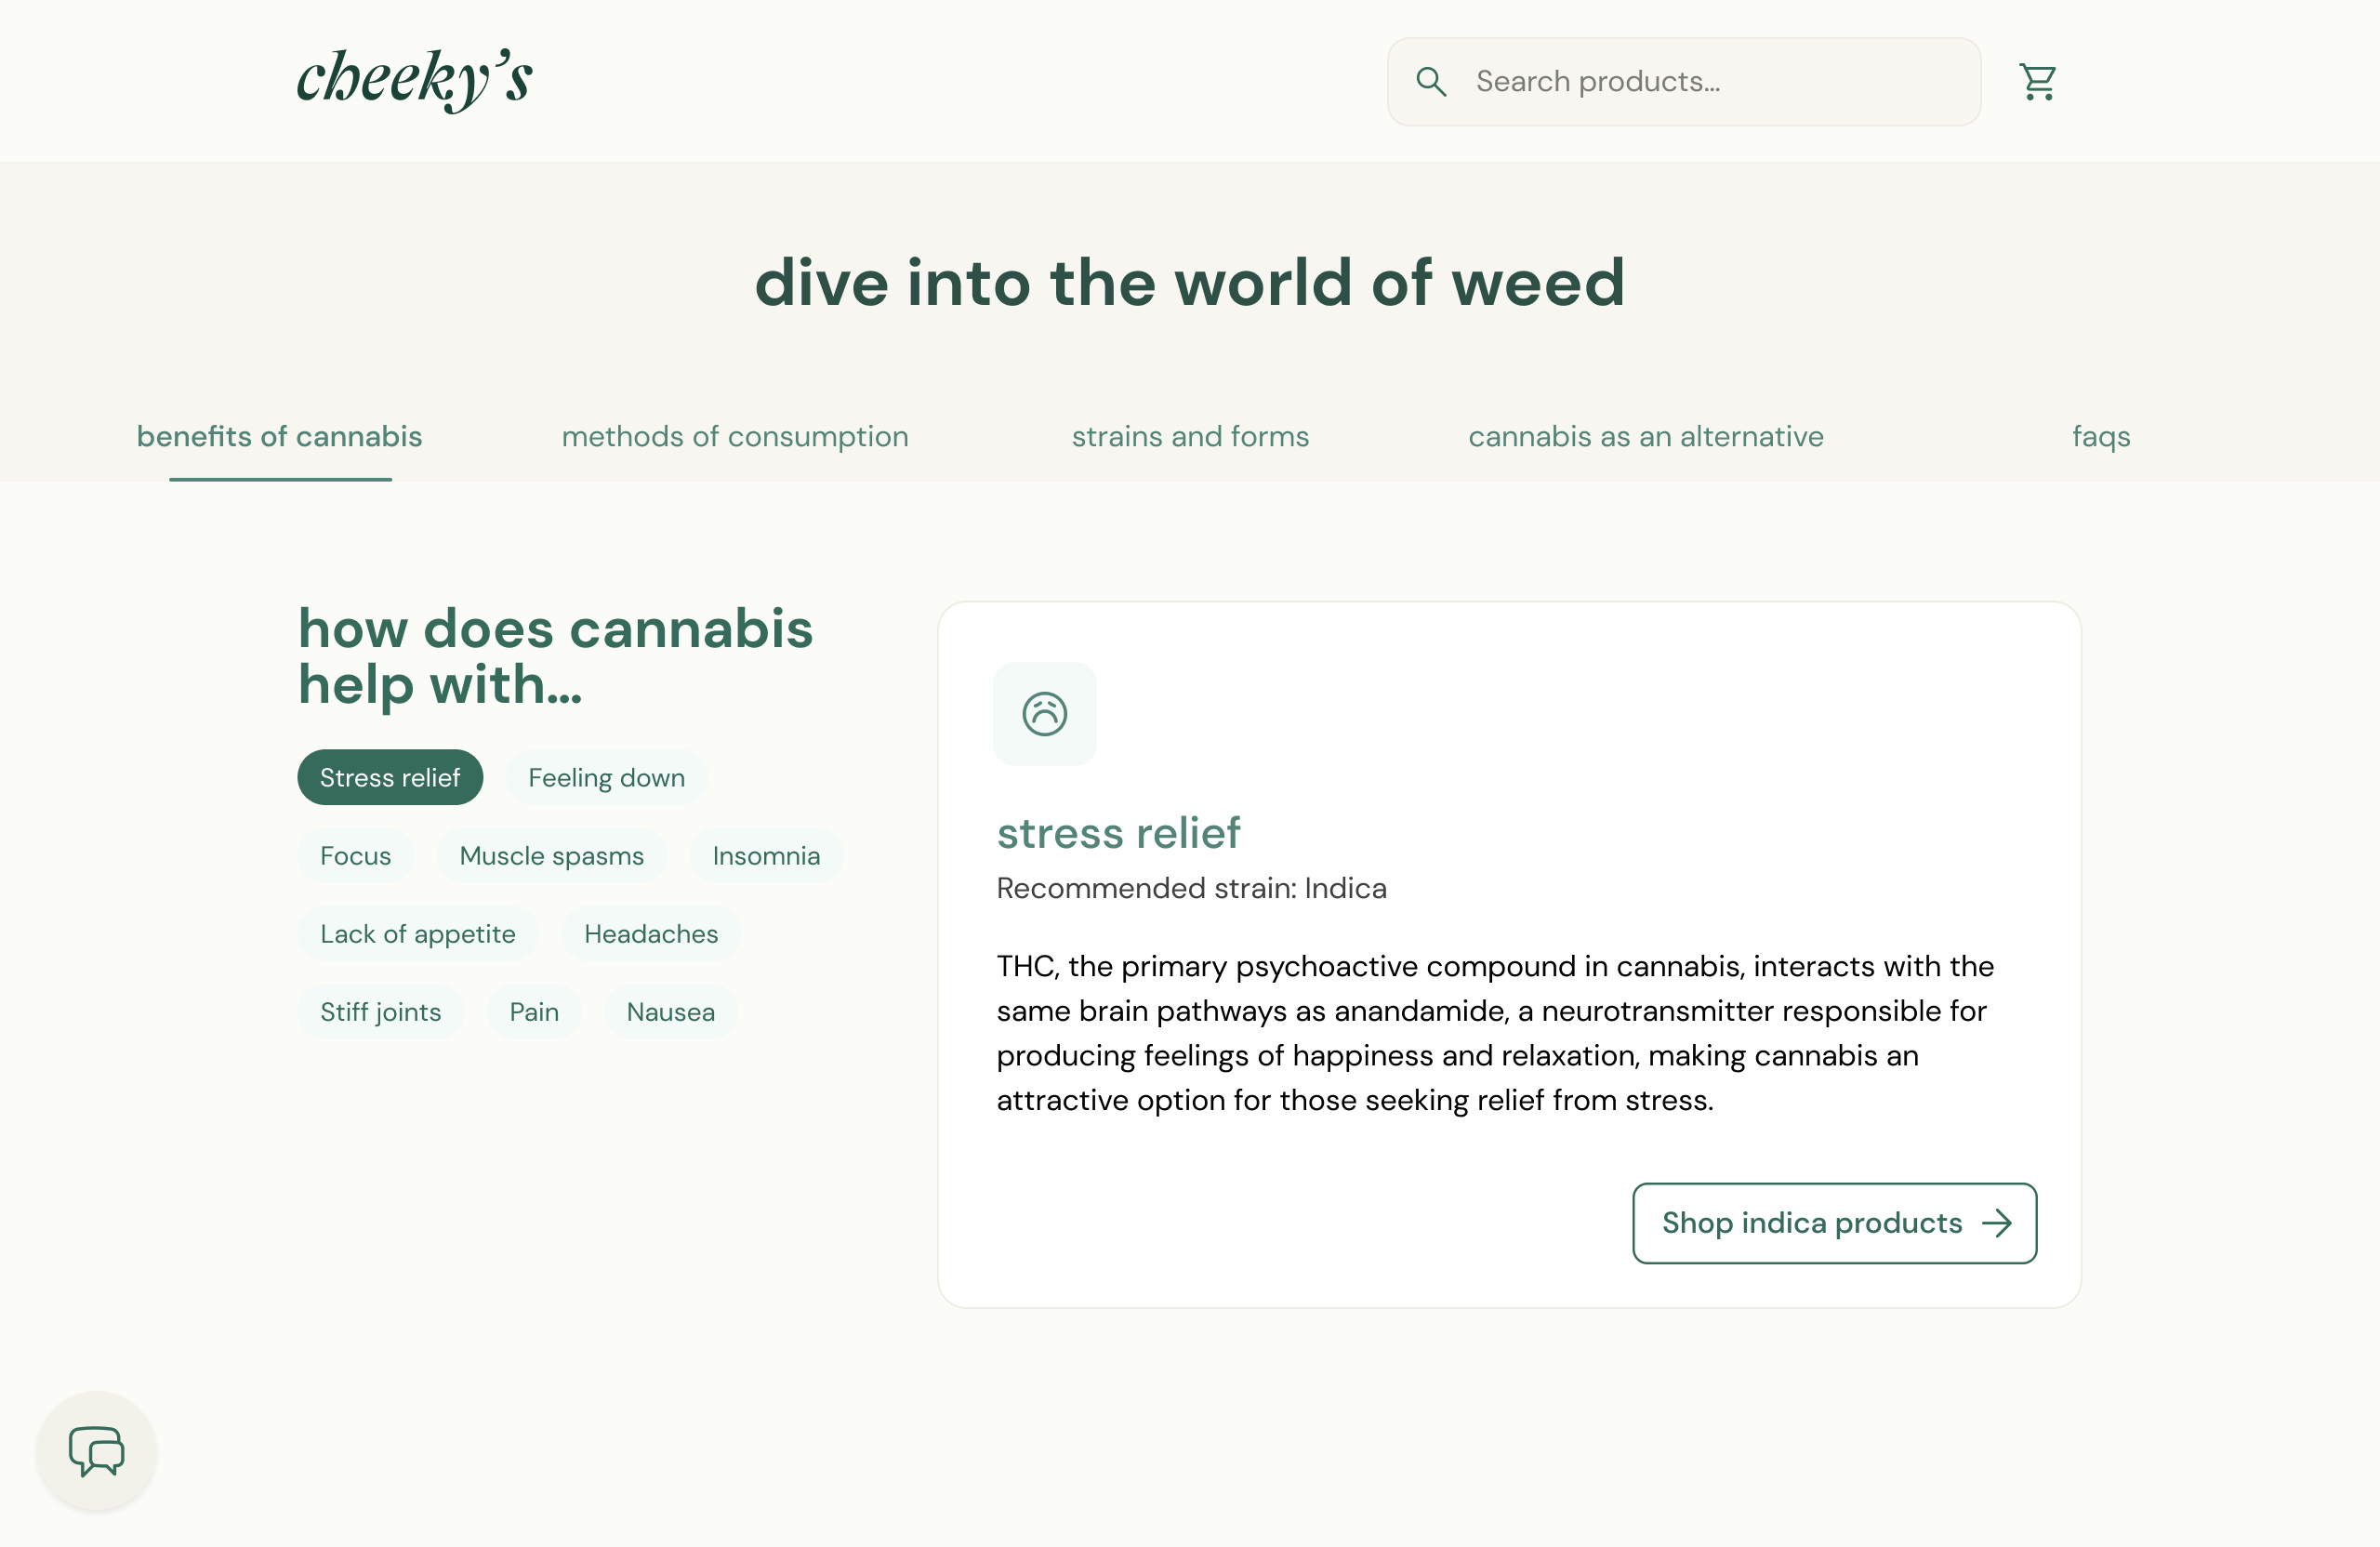 cheeky's
Search products...
dive into the world of weed
benefits of cannabis
methods of consumption
strains and forms
cannabis as an alternative
faqs
how does cannabis
help with...
Stress relief
Feeling down
Focus
Muscle spasms
Insomnia
Lack of appetite
Headaches
Stiff joints
Pain
Nausea
stress relief
Recommended strain: Indica
THC, the primary psychoactive compound in cannabis, interacts with the
same brain pathways as anandamide, a neurotransmitter responsible for
producing feelings of happiness and relaxation, making cannabis an
attractive option for those seeking relief from stress.
Shop indica products